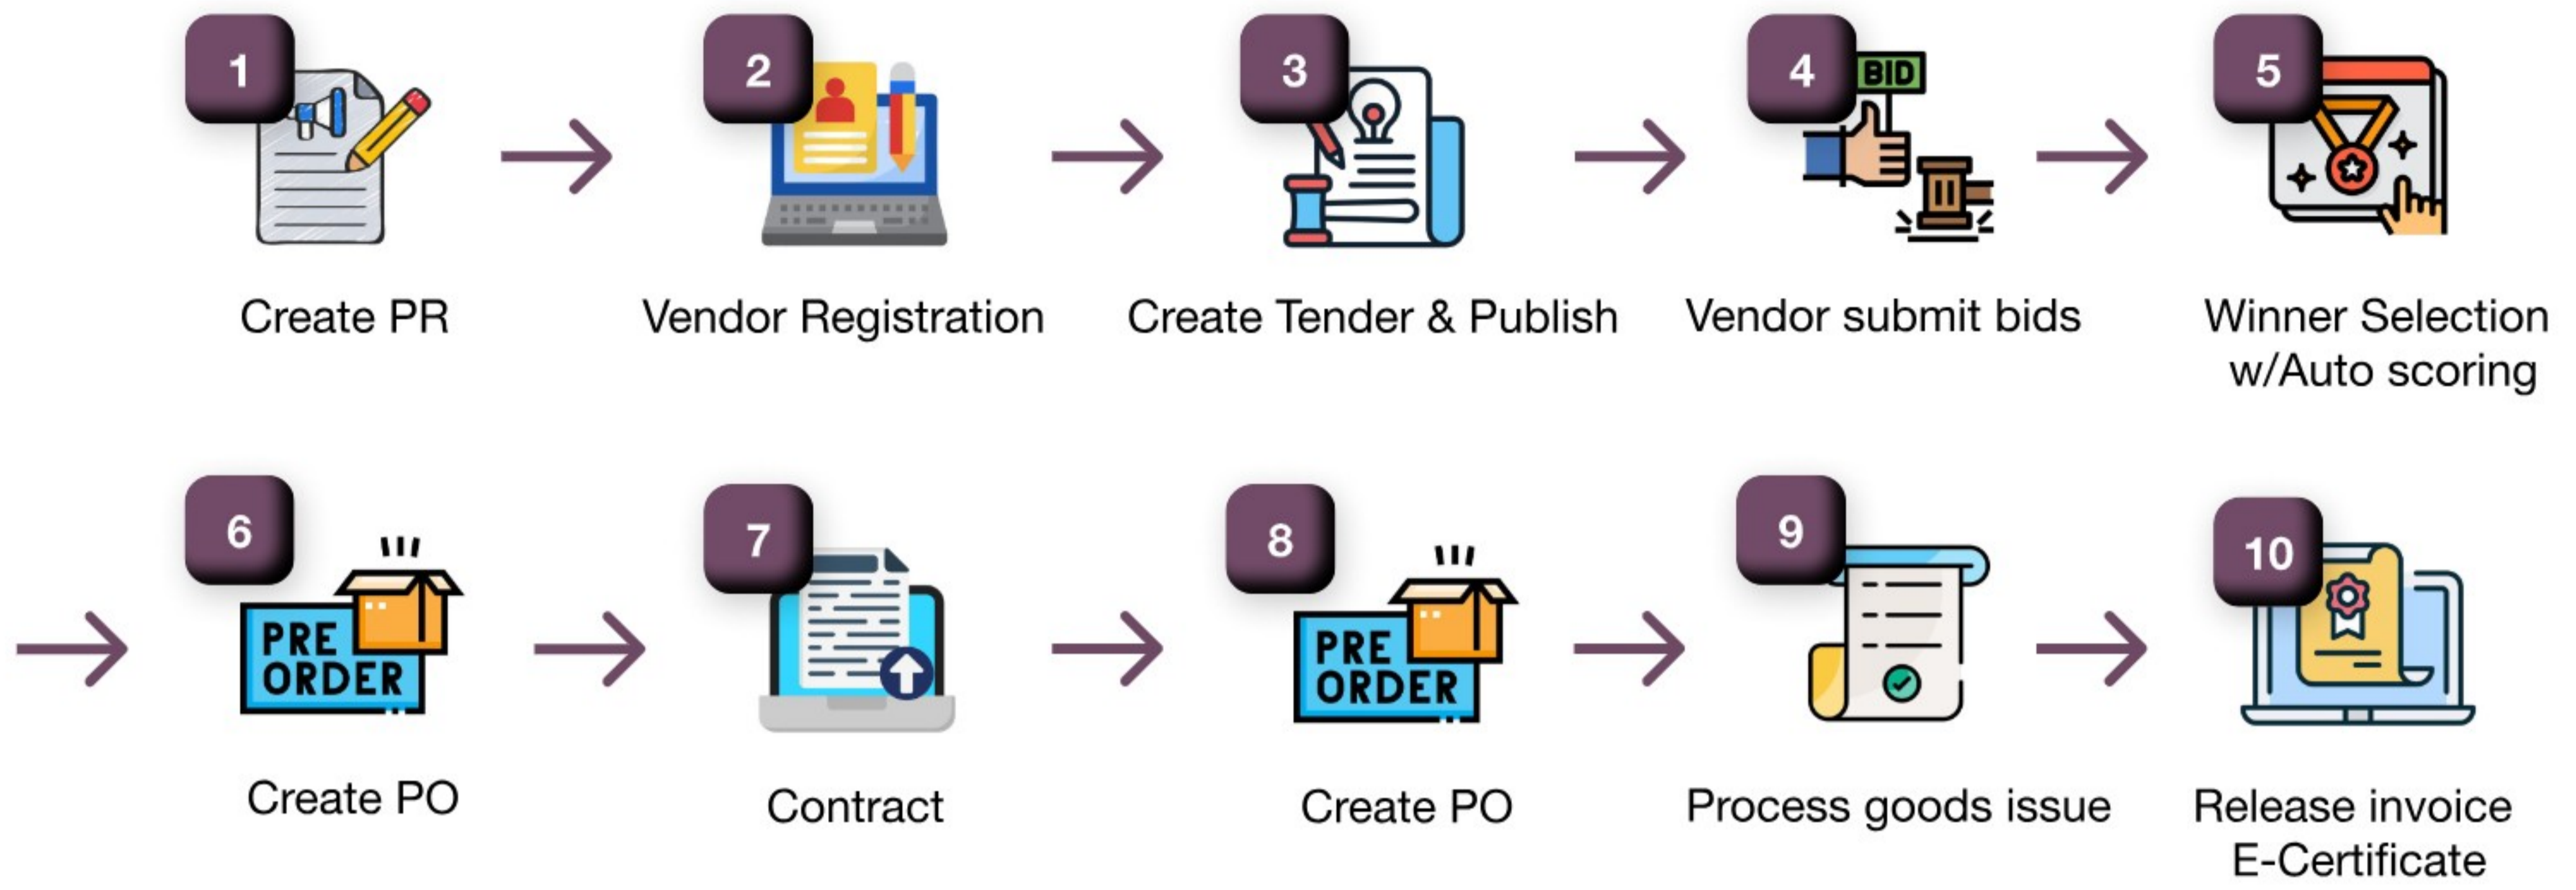 1
Create PR
2
Vendor Registration
3
Create Tender & Publish
4
BID
Vendor submit bids
5
Winner Selection
w/Auto scoring
6
PRE
ORDER
Create PO
7
Contract
8
PRE
ORDER
Create PO
9
Process goods issue
10
Release invoice
E-Certificate